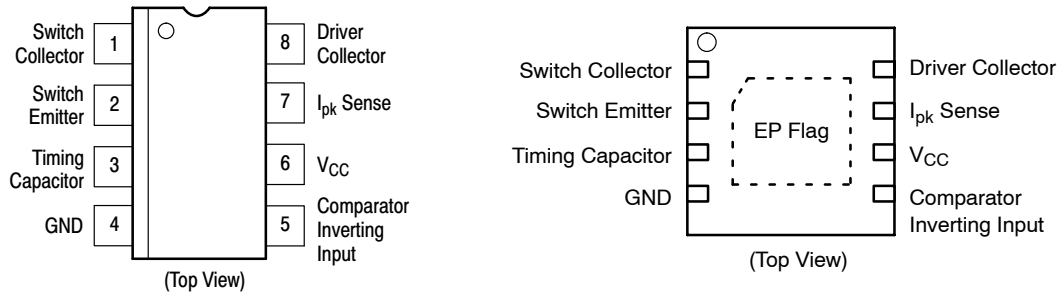 Switch
Collector
1
8
Driver
Collector
Switch
Emitter
2
7
Ipk Sense
Timing
Capacitor
3
6
VCC
GND
4
5
Comparator
Inverting
Input
(Top View)
Switch Collector
Driver Collector
Switch Emitter
Ipk Sense
EP Flag
Timing Capacitor
VCC
GND
Comparator
Inverting Input
(Top View)